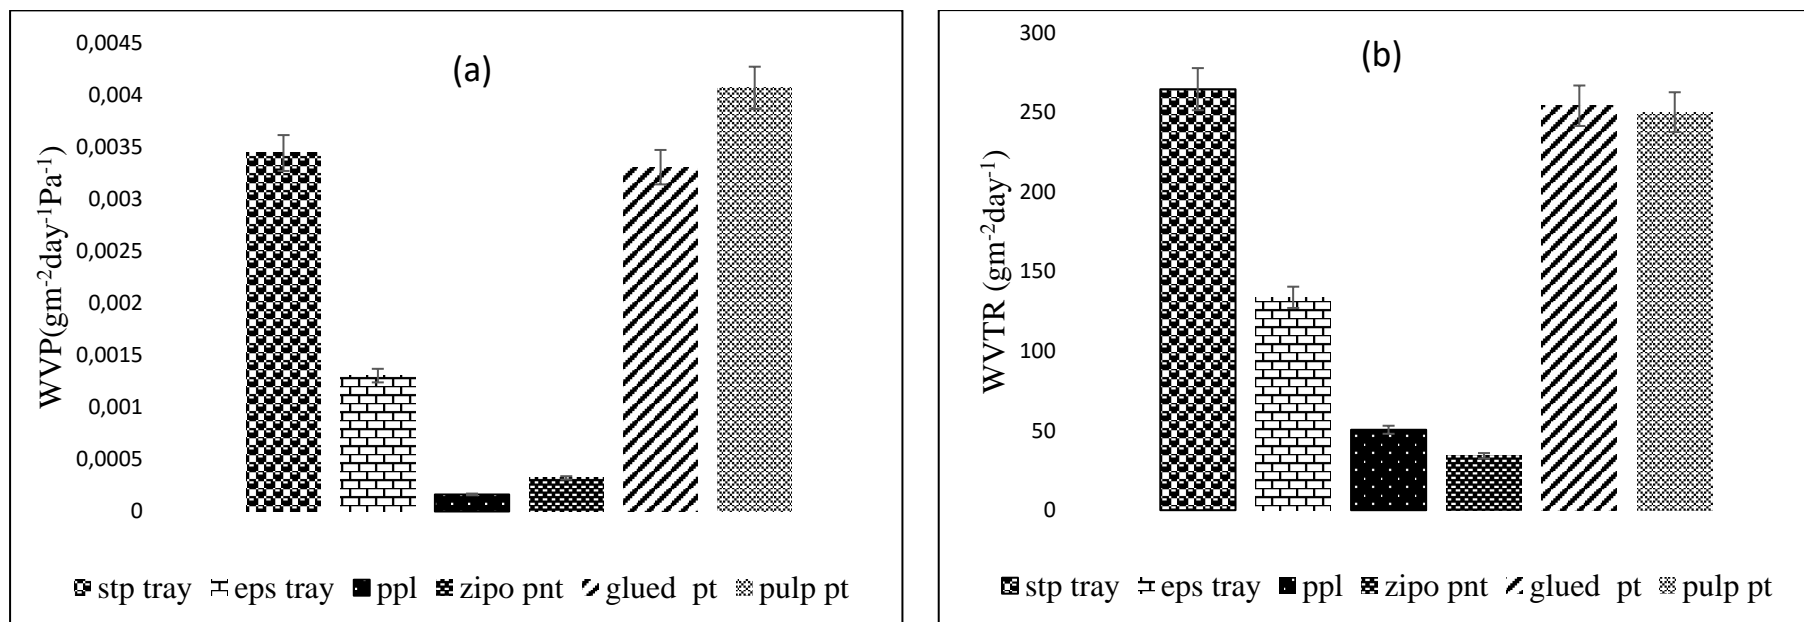 (a)
WVP(gm-2day-1Pa-1)
0,0045
0,004
0,0035
0,003
0,0025
0,002
0,0015
0,001
0,0005
0
stp tray eps tray ppl zipo pnt glued pt pulp pt
(b)
WVTR (gm-2day-1)
300
250
200
150
100
50
0
stp tray eps tray ppl zipo pnt glued pt pulp pt